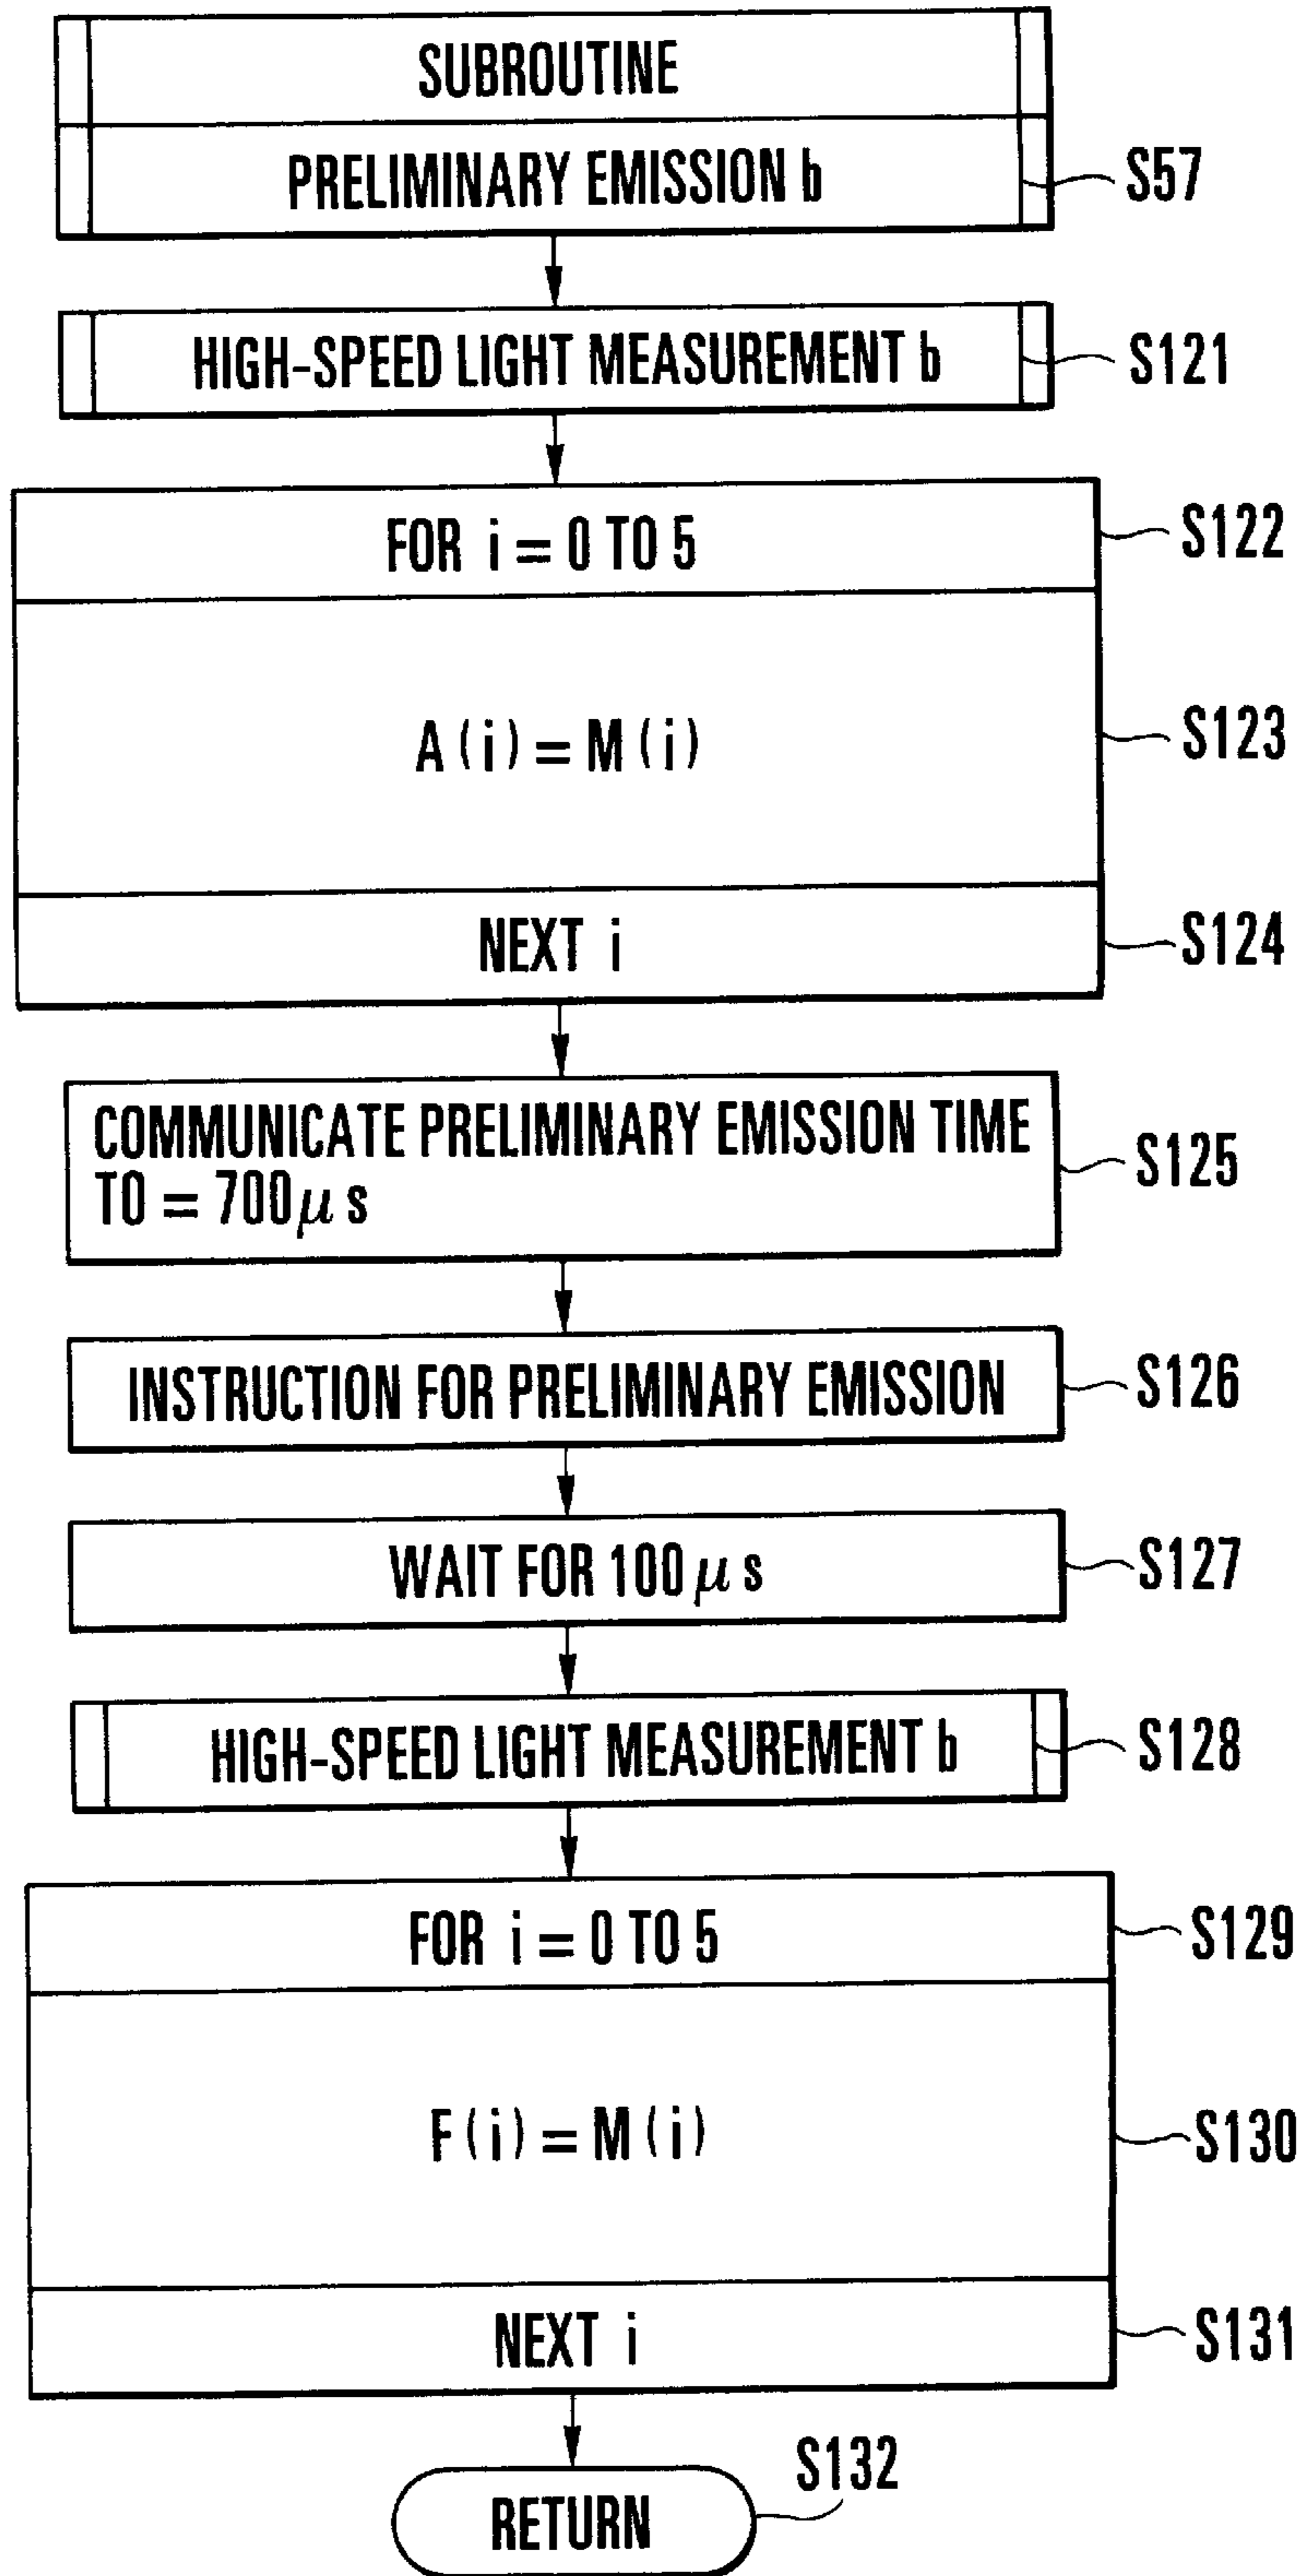 SUBROUTINE
PRELIMINARY EMISSION b
S57
HIGH-SPEED LIGHT MEASUREMENT b
S121
FOR i = 0 TO 5
S122
A (i) = M (i)
S123
NEXT i
S124
COMMUNICATE PRELIMINARY EMISSION TIME
T0 = 700μs
S125
INSTRUCTION FOR PRELIMINARY EMISSION
S126
WAIT FOR 100μs
S127
HIGH-SPEED LIGHT MEASUREMENT b
S128
FOR i = 0 TO 5
S129
F (i) = M (i)
S130
NEXT i
S131
S132
RETURN